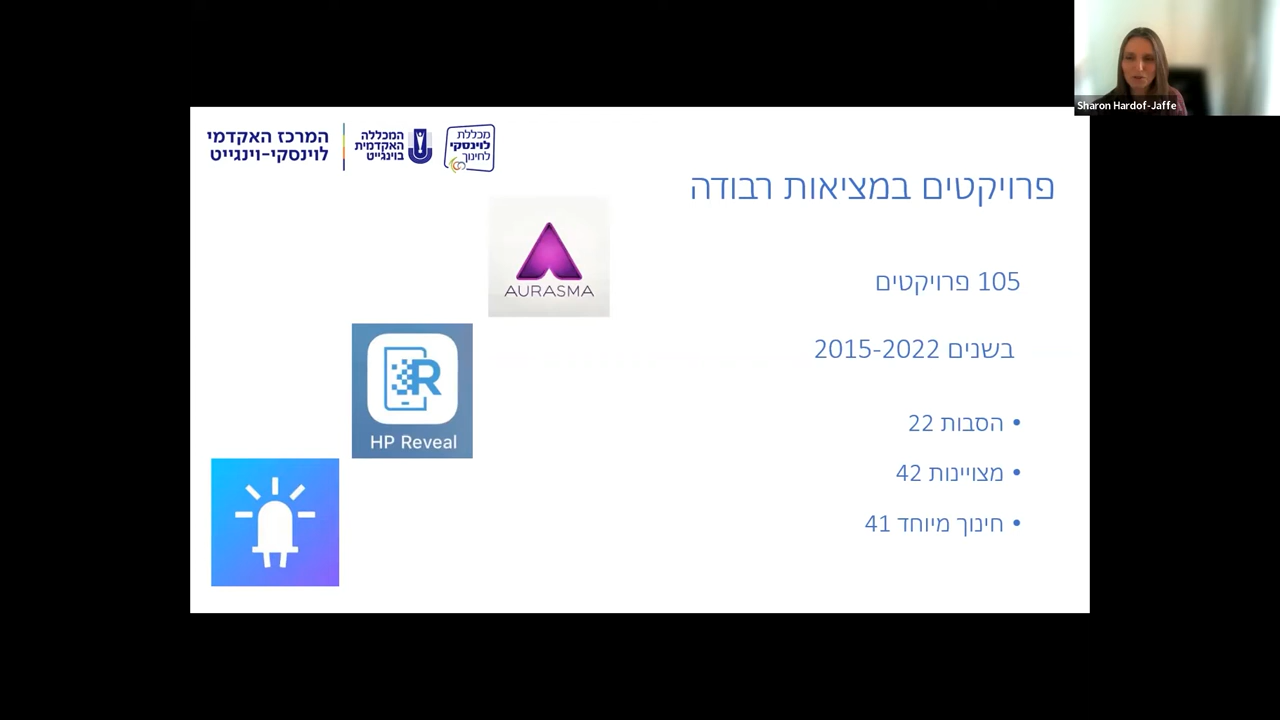 Sharon Hardof-Jaffe
המרכז האקדמי
לוינסקי-וינגייט
המכללה
האקדמית
בוינגייט
מכללת
לוינסקי
לחינוך
פרויקטים במציאות רבודה
AURASMA
105 פרויקטים
בשנים 2015-2022
HP Reveal
• הסבות 22
• מצויינות 42
• חינוך מיוחד 41